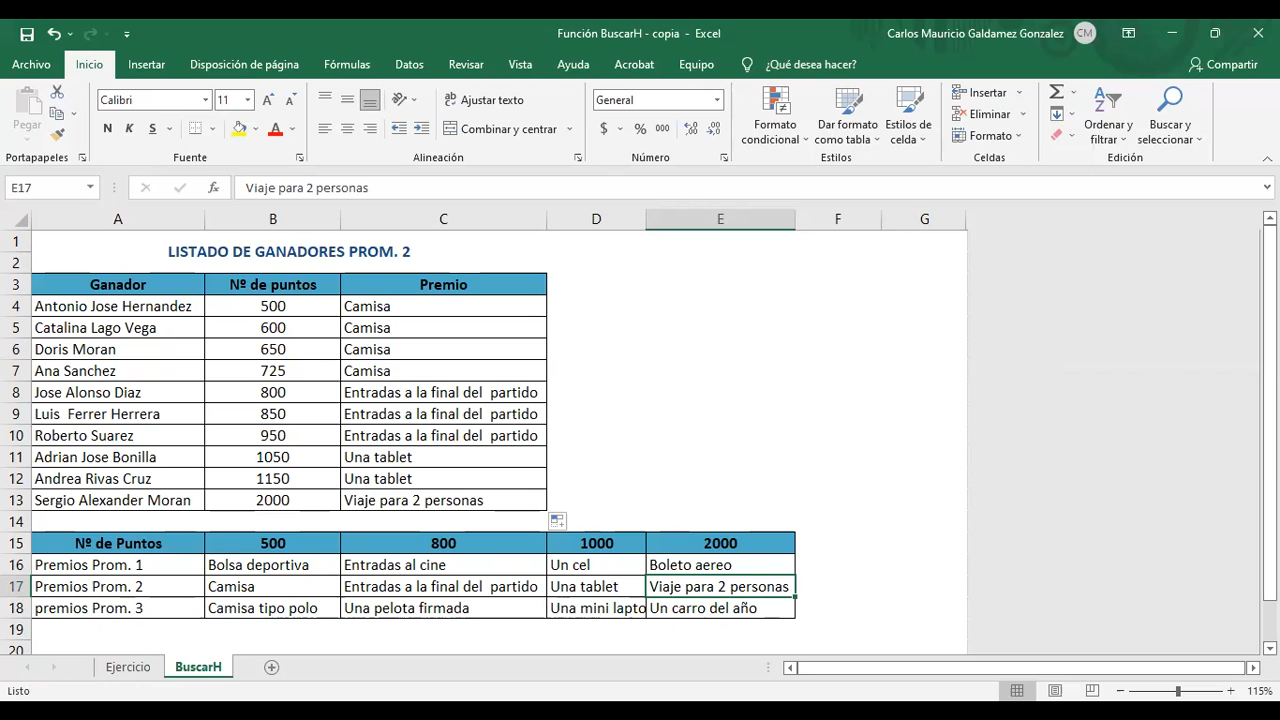 Función BuscarH - copia - Excel
Carlos Mauricio Galdamez Gonzalez CM
Archivo Inicio Insertar Disposición de página Fórmulas Datos Revisar Vista Ayuda Acrobat Equipo ¿Qué desea hacer? Compartir
Pegar
Calibri 11
Ajustar texto
General
Formato condicional
Dar formato como tabla
Estilos de celda
Insertar
Ordenar y filtrar
Buscar y seleccionar
N K S
Combinar y centrar
$ % 000
Eliminar
Formato
Portapapeles Fuente Alineación Número Estilos Celdas Edición
E17 fx Viaje para 2 personas
A B C D E F G
1
LISTADO DE GANADORES PROM. 2
2
3 Ganador Nº de puntos Premio
4 Antonio Jose Hernandez 500 Camisa
5 Catalina Lago Vega 600 Camisa
6 Doris Moran 650 Camisa
7 Ana Sanchez 725 Camisa
8 Jose Alonso Diaz 800 Entradas a la final del partido
9 Luis Ferrer Herrera 850 Entradas a la final del partido
10 Roberto Suarez 950 Entradas a la final del partido
11 Adrian Jose Bonilla 1050 Una tablet
12 Andrea Rivas Cruz 1150 Una tablet
13 Sergio Alexander Moran 2000 Viaje para 2 personas
14
15 Nº de Puntos 500 800 1000 2000
16 Premios Prom. 1 Bolsa deportiva Entradas al cine Un cel Boleto aereo
17 Premios Prom. 2 Camisa Entradas a la final del partido Una tablet Viaje para 2 personas
18 premios Prom. 3 Camisa tipo polo Una pelota firmada Una mini lapto Un carro del año
19
20
Ejercicio BuscarH
Listo 115%